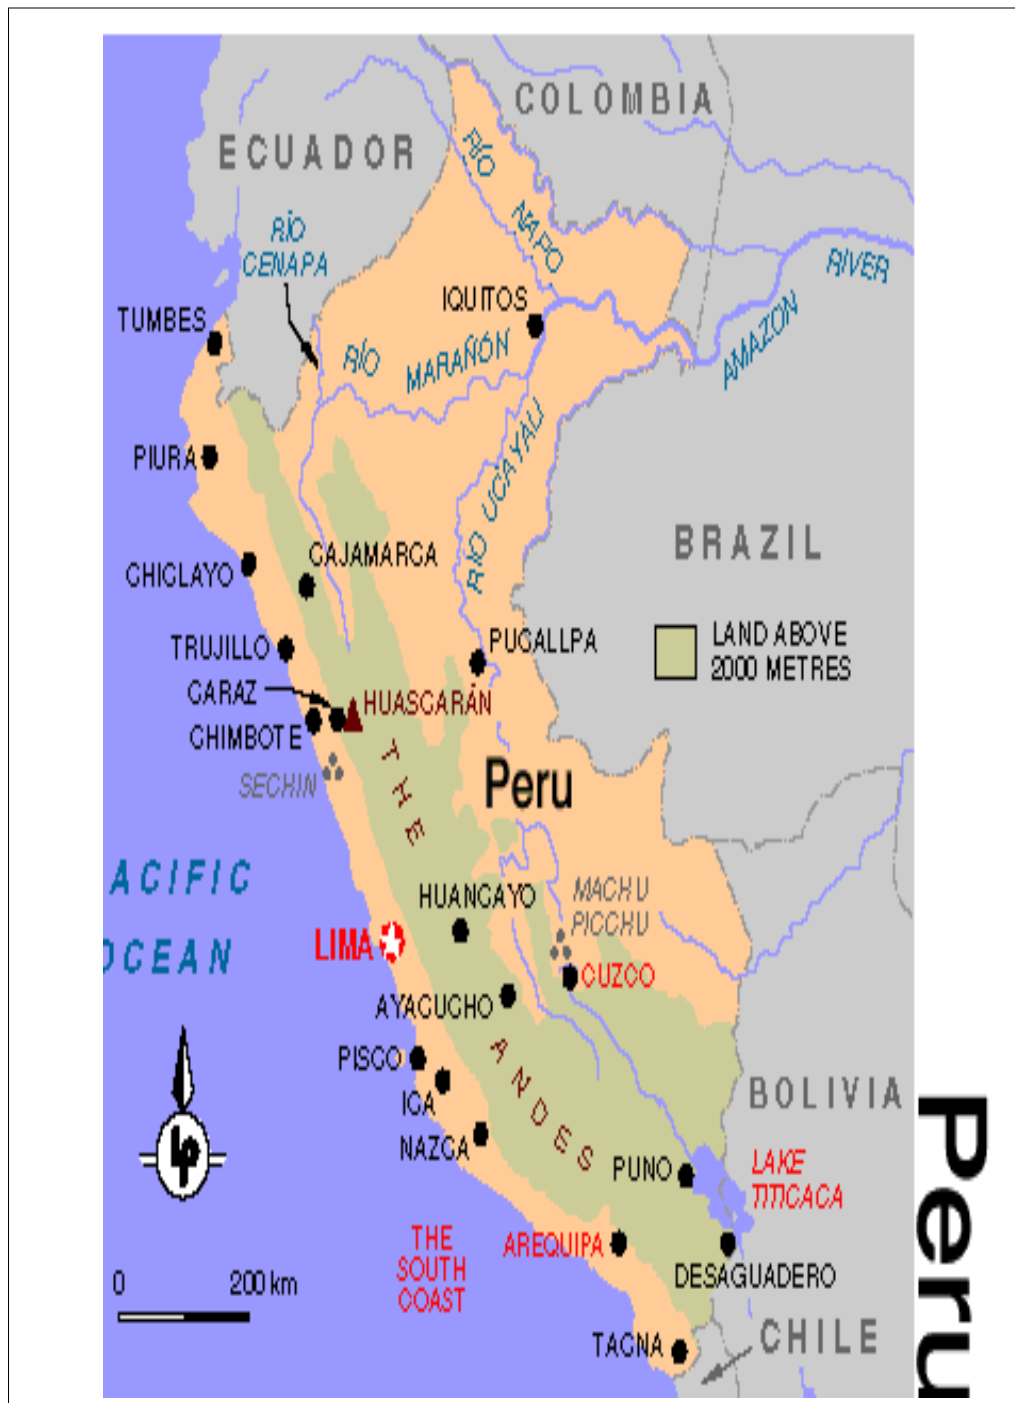 COLOMBIA
ECUADOR
RÍO
NAPO
RÍO
CENAPA
RIVER
AMAZON
IQUITOS
TUMBES
RÍO
MARAÑÓN
PIURA
RÍO UCAYALI
BRAZIL
CAJAMARCA
CHICLAYO
LAND ABOVE
2000 METRES
TRUJILLO
PUCALLPA
CARAZ
HUASCARÁN
CHIMBOTE
SECHIN
THE
Peru
ACIFIC
OCEAN
HUANCAYO
MACHU
PICCHU
LIMA
CUZCO
AYACUCHO
PISCO
ANDES
ICA
BOLIVIA
NAZCA
lp
PUNO
LAKE
TITICACA
Peru
THE
SOUTH
COAST
AREQUIPA
DESAGUADERO
0 200 km
TACNA
CHILE